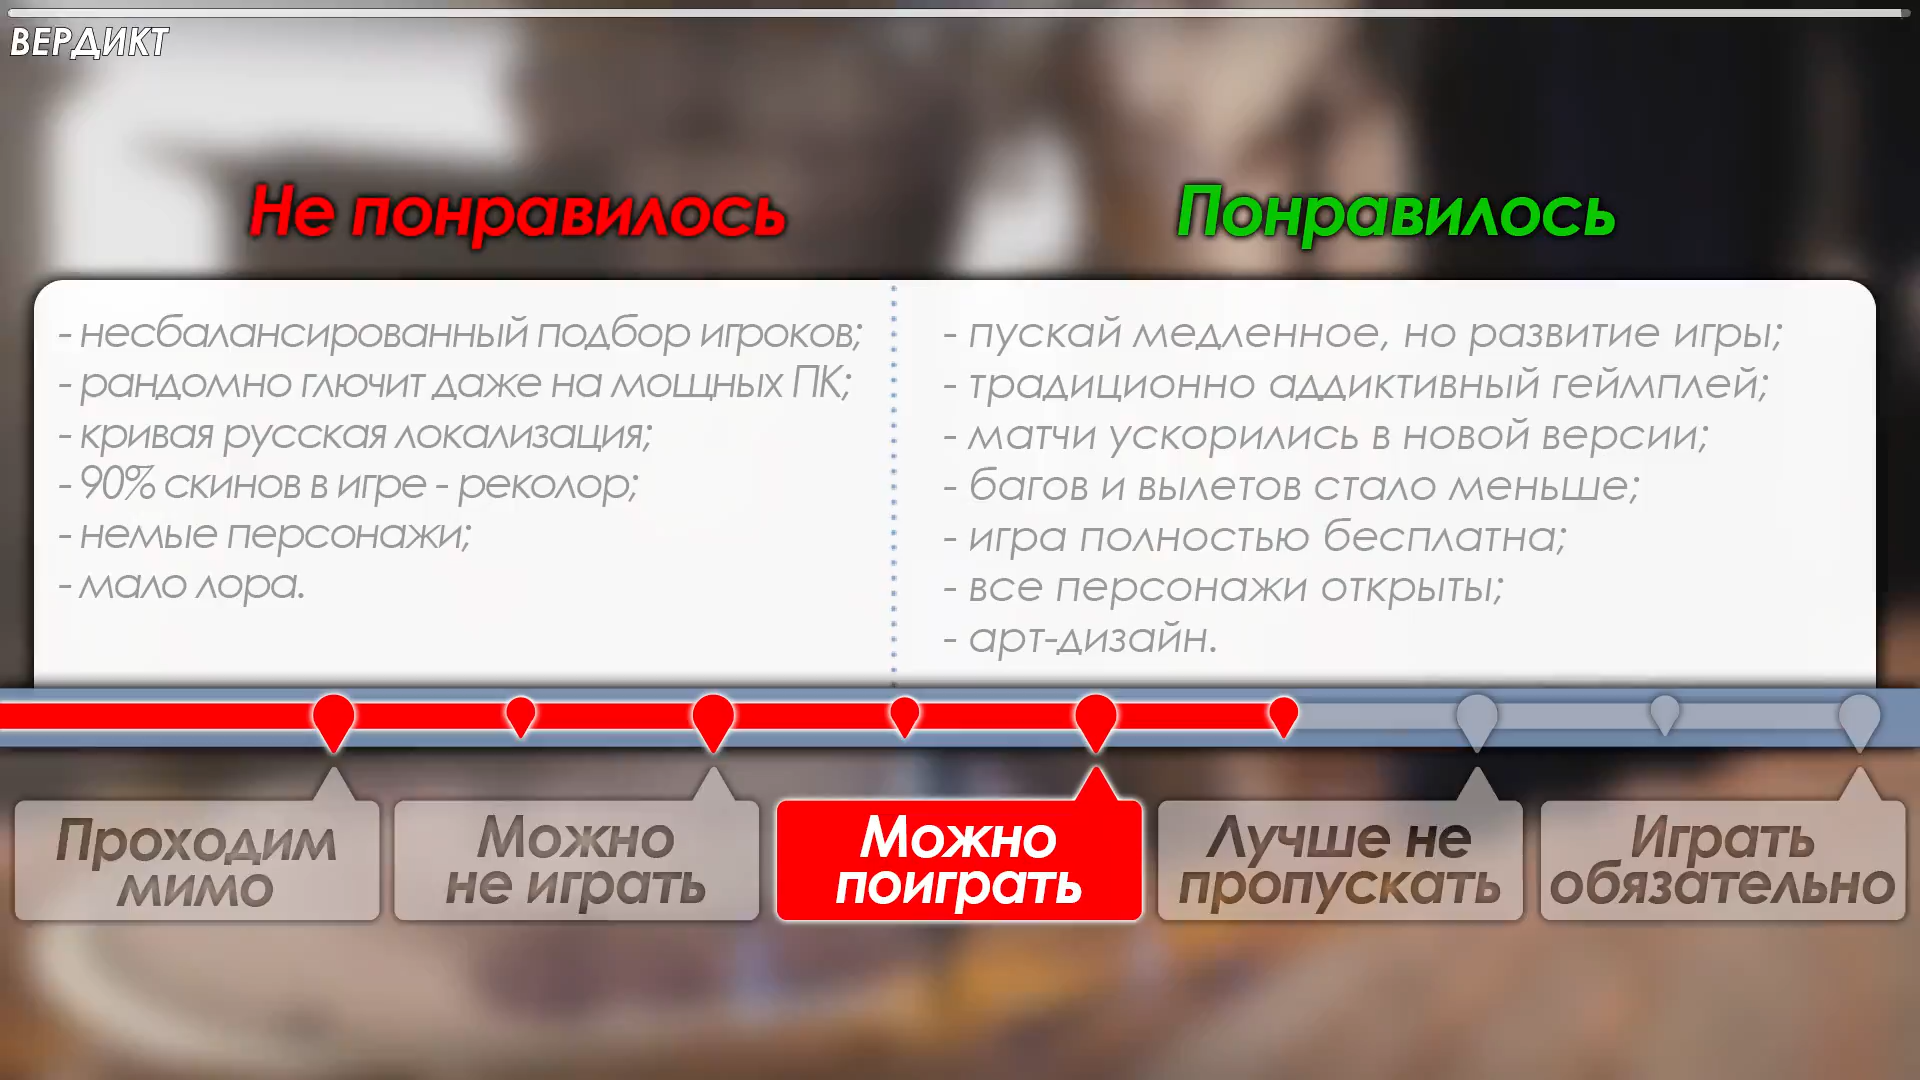 ВЕРДИКТ
Не понравилось
Понравилось
- несбалансированный подбор игроков;
- рандомно глючит даже на мощных ПК;
- кривая русская локализация;
- 90% скинов в игре - реколор;
- немые персонажи;
- мало лора.
- пускай медленное, но развитие игры;
- традиционно аддиктивный геймплей;
- матчи ускорились в новой версии;
- багов и вылетов стало меньше;
- игра полностью бесплатна;
- все персонажи открыты;
- арт-дизайн.
Проходим
мимо
Можно
не играть
Можно
поиграть
Лучше не
пропускать
Играть
обязательно